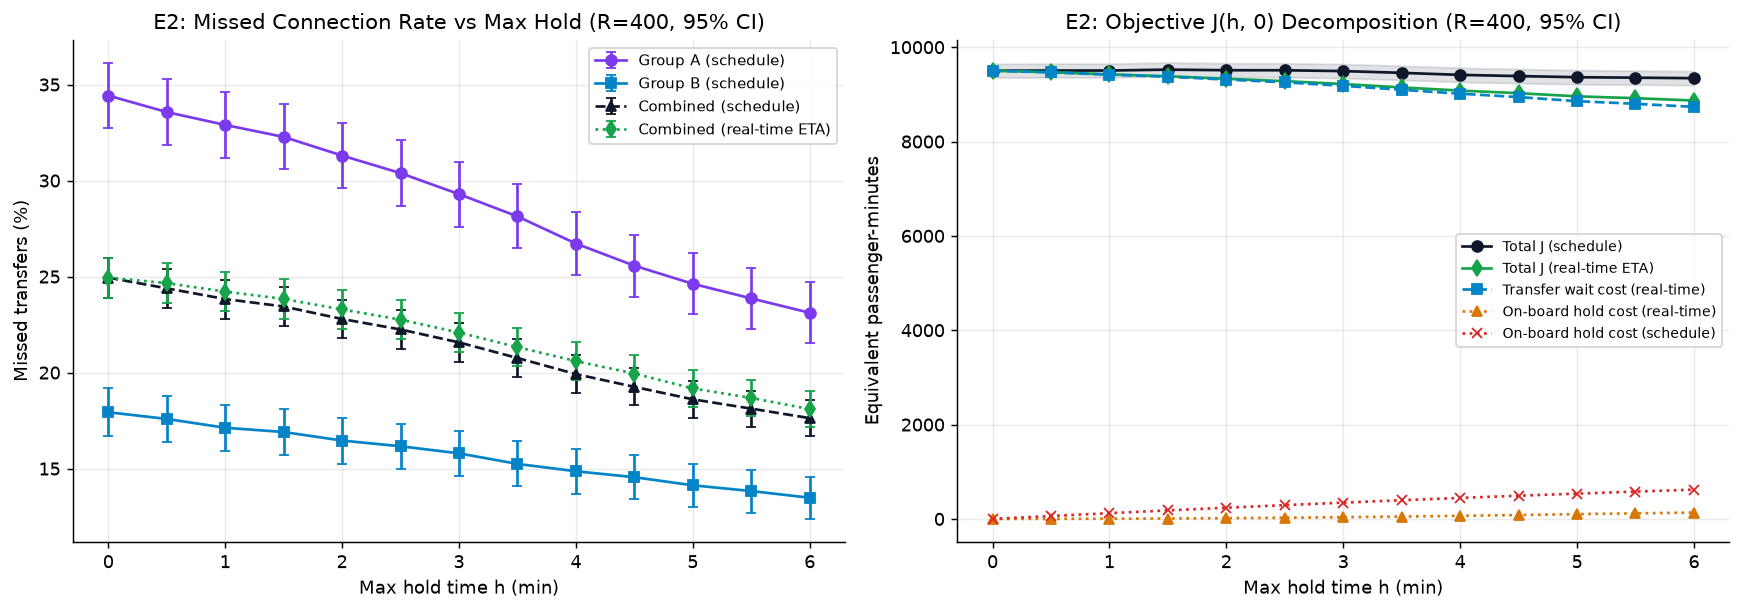 E2: Missed Connection Rate vs Max Hold (R=400, 95% CI)
Missed transfers (%)
35
30
25
20
15
Group A (schedule)
Group B (schedule)
Combined (schedule)
Combined (real-time ETA)
0 1 2 3 4 5 6
Max hold time h (min)
E2: Objective J(h, 0) Decomposition (R=400, 95% CI)
Equivalent passenger-minutes
10000
8000
6000
4000
2000
0
Total J (schedule)
Total J (real-time ETA)
Transfer wait cost (real-time)
On-board hold cost (real-time)
On-board hold cost (schedule)
0 1 2 3 4 5 6
Max hold time h (min)